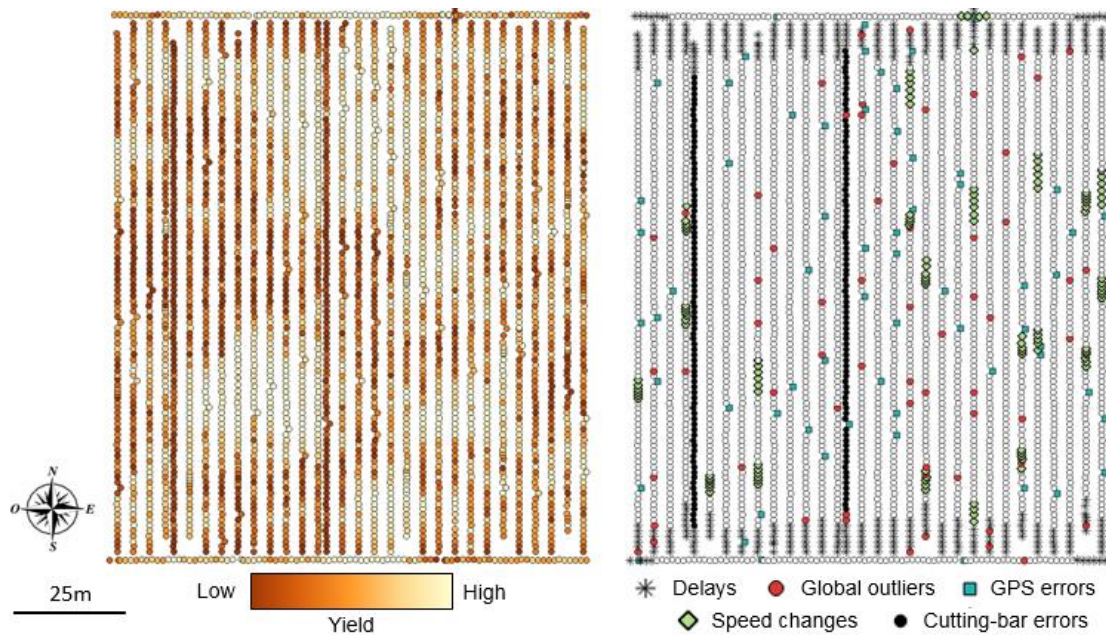 N
O E
S
25m
Low High
Yield
Delays Global outliers GPS errors
Speed changes Cutting-bar errors